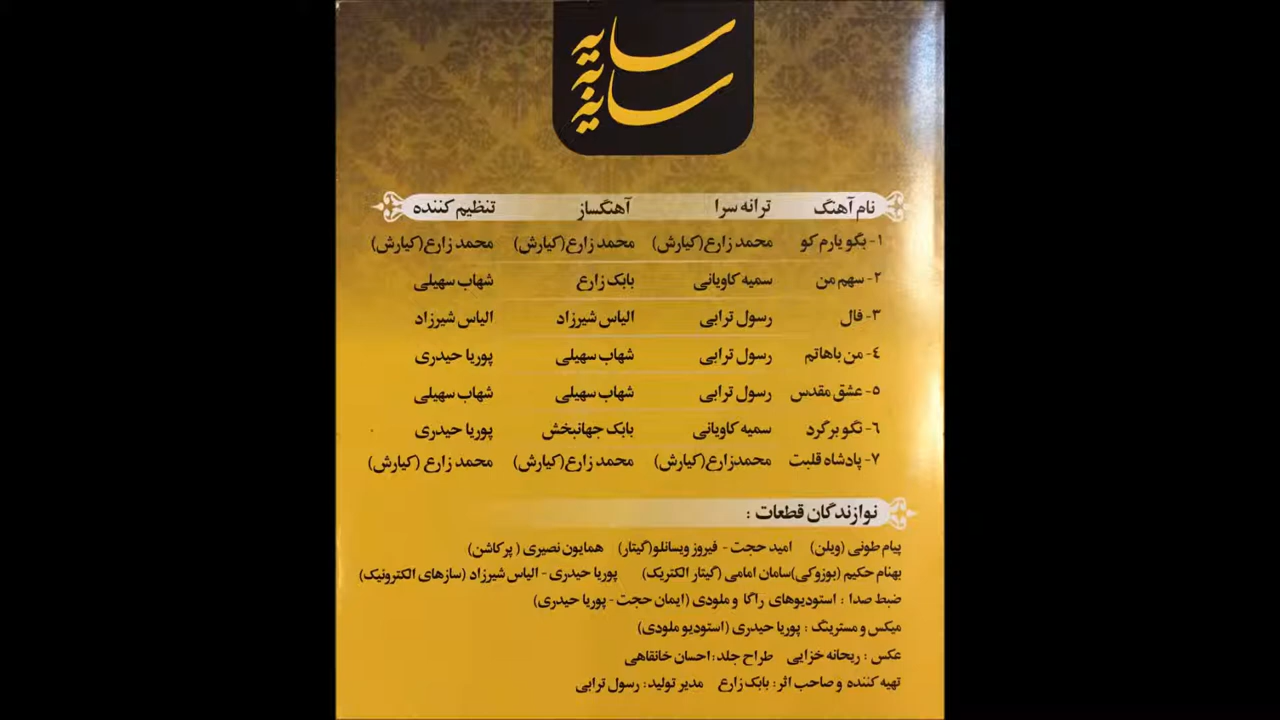 سایه
سایه
نام آهنگ ترانه سرا آهنگساز تنظیم کننده
۱- بگو یارم کو محمد زارع(کیارش) محمد زارع(کیارش) محمد زارع(کیارش)
۲- سهم من سمیه کاویانی بابک زارع شهاب سهیلی
۳- فال رسول ترابی الیاس شیرزاد الیاس شیرزاد
٤- من باهاتم رسول ترابی شهاب سهیلی پوریا حیدری
۵- عشق مقدس رسول ترابی شهاب سهیلی شهاب سهیلی
٦- نگو برگرد سمیه کاویانی بابک جهانبخش پوریا حیدری
۷- پادشاه قلبت محمدزارع(کیارش) محمد زارع(کیارش) محمد زارع (کیارش)
نوازندگان قطعات :
پیام طونی (ویلن) امید حجت - فیروز ویسانلو(گیتار) همایون نصیری ( پرکاشن)
بهنام حکیم (بوزوکی)سامان امامی (گیتار الکتریک) پوریا حیدری - الیاس شیرزاد (سازهای الکترونیک)
ضبط صدا : استودیوهای راگا و ملودی (ایمان حجت - پوریا حیدری)
میکس و مسترینگ : پوریا حیدری (استودیو ملودی)
عکس : ریحانه خزایی طراح جلد:احسان خانقاهی
تهیه کننده و صاحب اثر: بابک زارع مدیر تولید: رسول ترابی